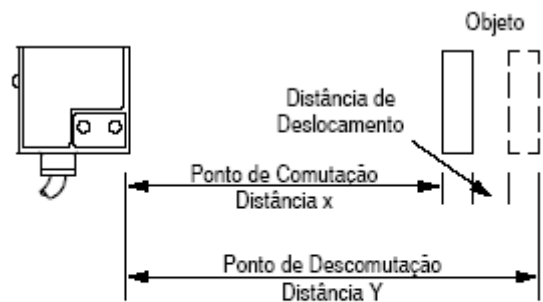 Objeto
Distância de
Deslocamento
Ponto de Comutação
Distância x
Ponto de Descomutação
Distância Y